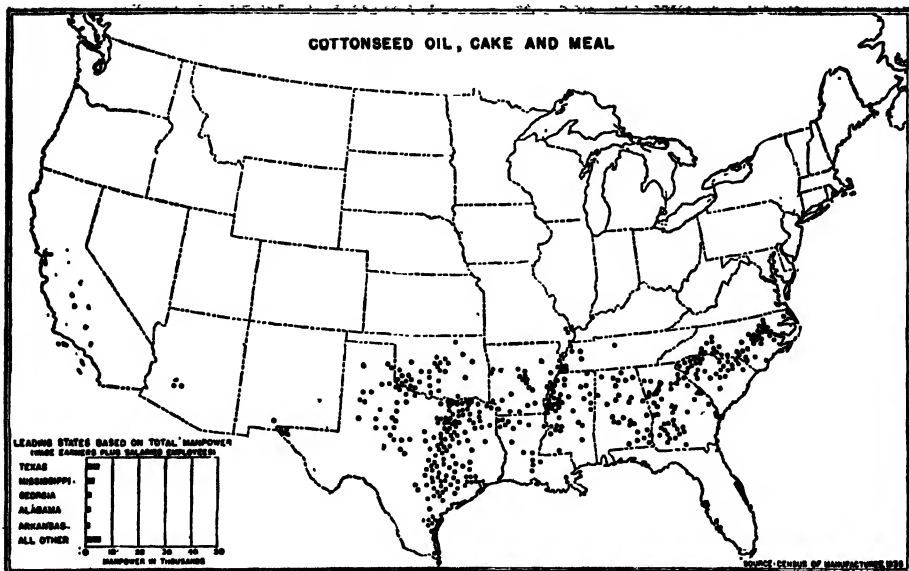 COTTONSEED OIL, CAKE AND MEAL
LEADING STATES BASED ON TOTAL MANPOWER
(WAGE EARNERS PLUS SALARIED EMPLOYEES)
TEXAS
MISSISSIPPI
GEORGIA
ALABAMA
ARKANSAS
ALL OTHER
0 10 20 30 40 50
MANPOWER IN THOUSANDS
SOURCE: CENSUS OF MANUFACTURES,